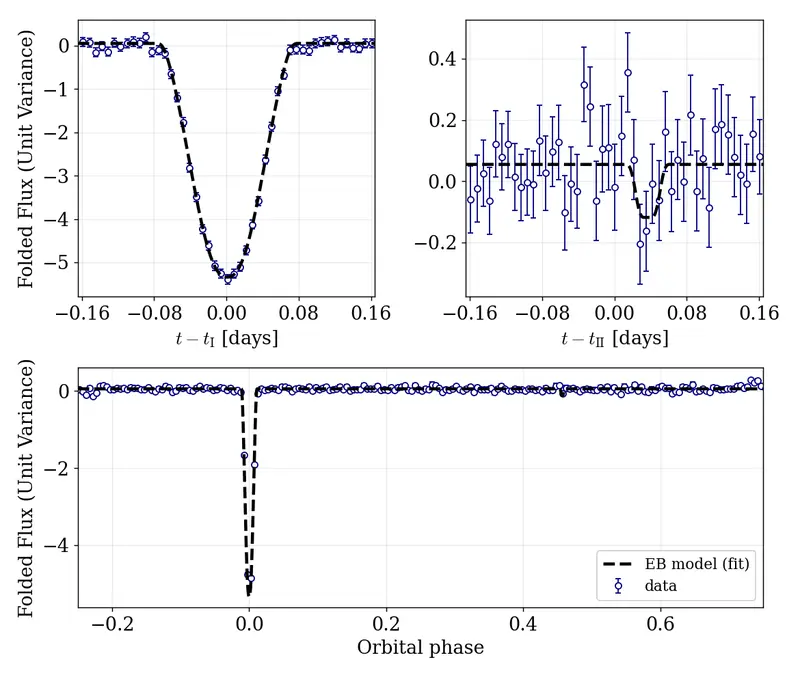 Folded Flux (Unit Variance)
0
−1
−2
−3
−4
−5
−0.16 −0.08 0.00 0.08 0.16
t − tI [days]
0.4
0.2
0.0
−0.2
−0.16 −0.08 0.00 0.08 0.16
t − tII [days]
Folded Flux (Unit Variance)
0
−2
−4
EB model (fit)
data
−0.2 0.0 0.2 0.4 0.6
Orbital phase